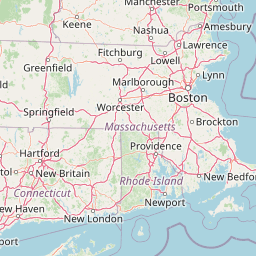 Manchester
Portsmouth
Keene
Nashua
Amesbury
Fitchburg
Lawrence
Greenfield
Lowell
Lynn
Marlborough
Worcester
Boston
Springfield
Massachusetts
Brockton
Hartford
Providence
New Britain
New Bedfor
Connecticut
Rhode Island
New Haven
New London
Newport
port